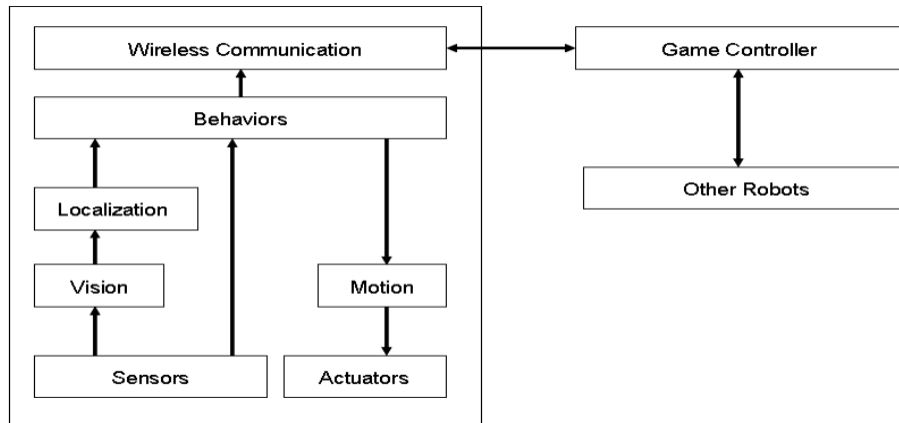 Wireless Communication
Game Controller
Behaviors
Other Robots
Localization
Vision
Motion
Sensors
Actuators